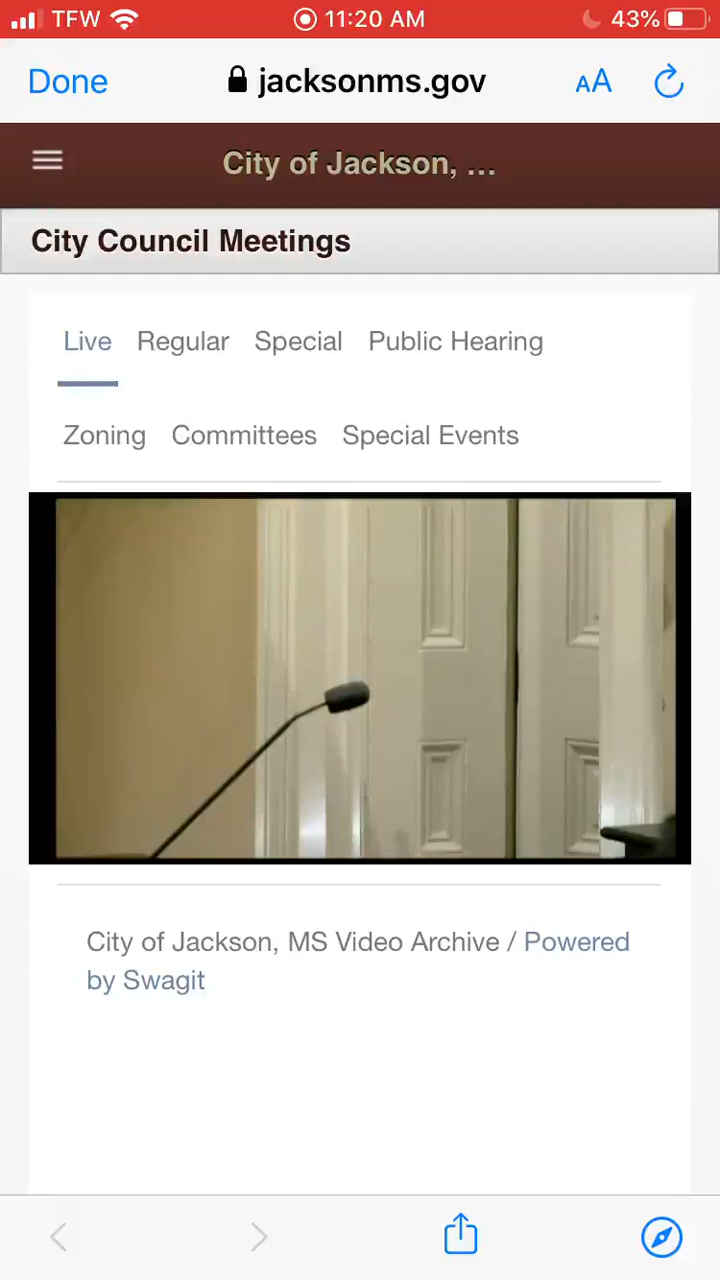 TFW 11:20 AM 43%
Done jacksonms.gov AA
City of Jackson, ...
City Council Meetings
Live Regular Special Public Hearing
Zoning Committees Special Events
City of Jackson, MS Video Archive / Powered
by Swagit